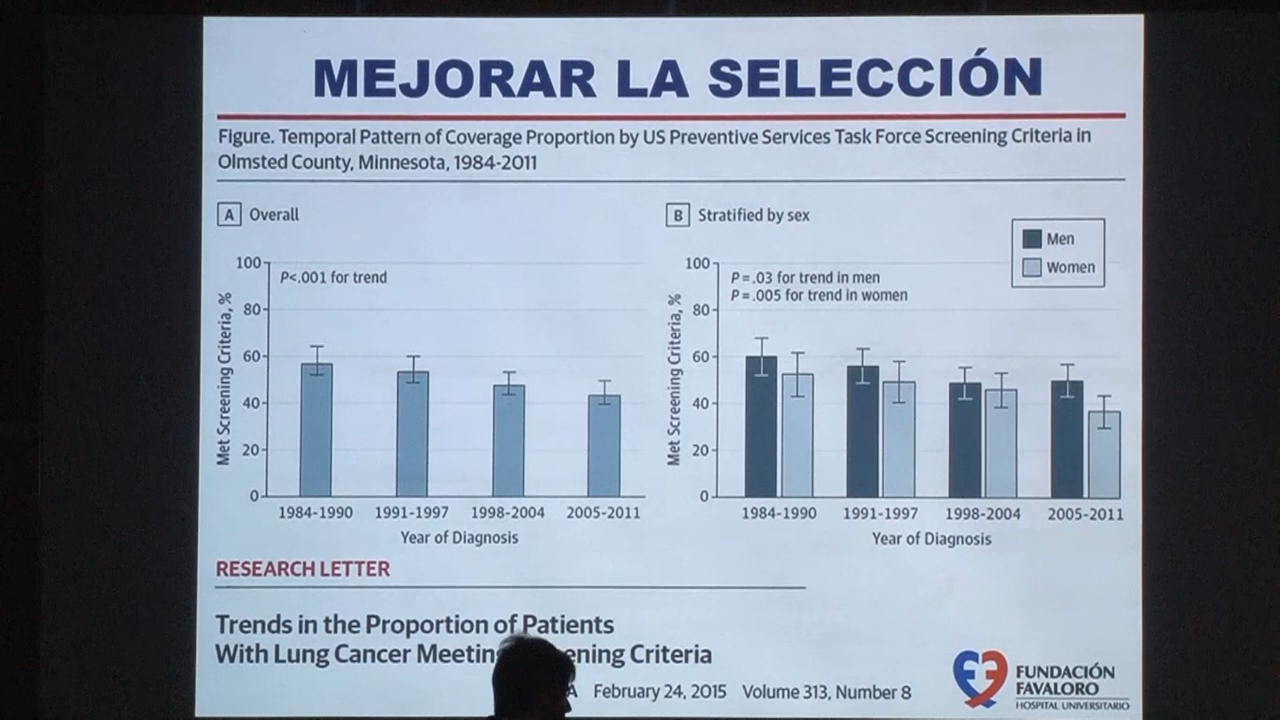 MEJORAR LA SELECCIÓN
Figure. Temporal Pattern of Coverage Proportion by US Preventive Services Task Force Screening Criteria in
Olmsted County, Minnesota, 1984-2011
A Overall
P<.001 for trend
Met Screening Criteria, %
100
80
60
40
20
0
1984-1990 1991-1997 1998-2004 2005-2011
Year of Diagnosis
B Stratified by sex
Men
Women
P=.03 for trend in men
P=.005 for trend in women
Met Screening Criteria, %
100
80
60
40
20
0
1984-1990 1991-1997 1998-2004 2005-2011
Year of Diagnosis
RESEARCH LETTER
Trends in the Proportion of Patients
With Lung Cancer Criteria
February 24, 2015 Volume 313, Number 8
FUNDACIÓN
FAVALORO
HOSPITAL UNIVERSITARIO